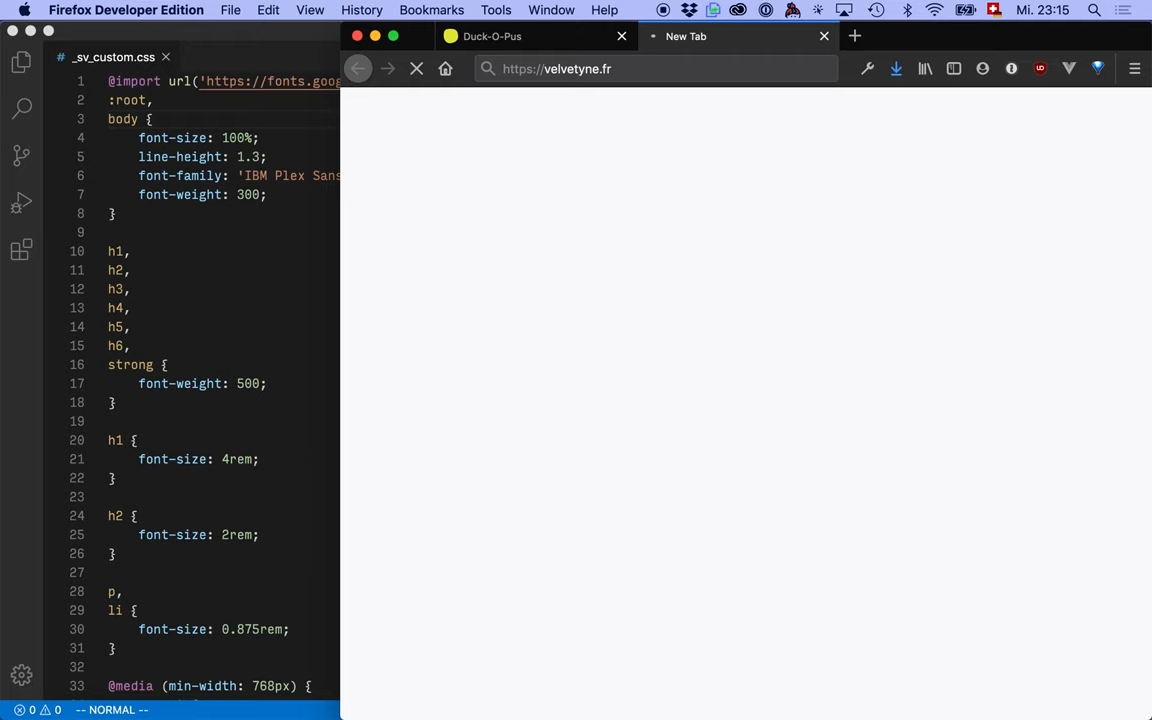 Firefox Developer Edition File Edit View History Bookmarks Tools Window Help Mi. 23:15
# _sv_custom.css
Duck-O-Pus
New Tab
https://velvetyne.fr
1 @import url('https://fonts.goog
2 :root,
3 body {
4 font-size: 100%;
5 line-height: 1.3;
6 font-family: 'IBM Plex Sans
7 font-weight: 300;
8 }
9
10 h1,
11 h2,
12 h3,
13 h4,
14 h5,
15 h6,
16 strong {
17 font-weight: 500;
18 }
19
20 h1 {
21 font-size: 4rem;
22 }
23
24 h2 {
25 font-size: 2rem;
26 }
27
28 p,
29 li {
30 font-size: 0.875rem;
31 }
32
33 @media (min-width: 768px) {
0 0 -- NORMAL --